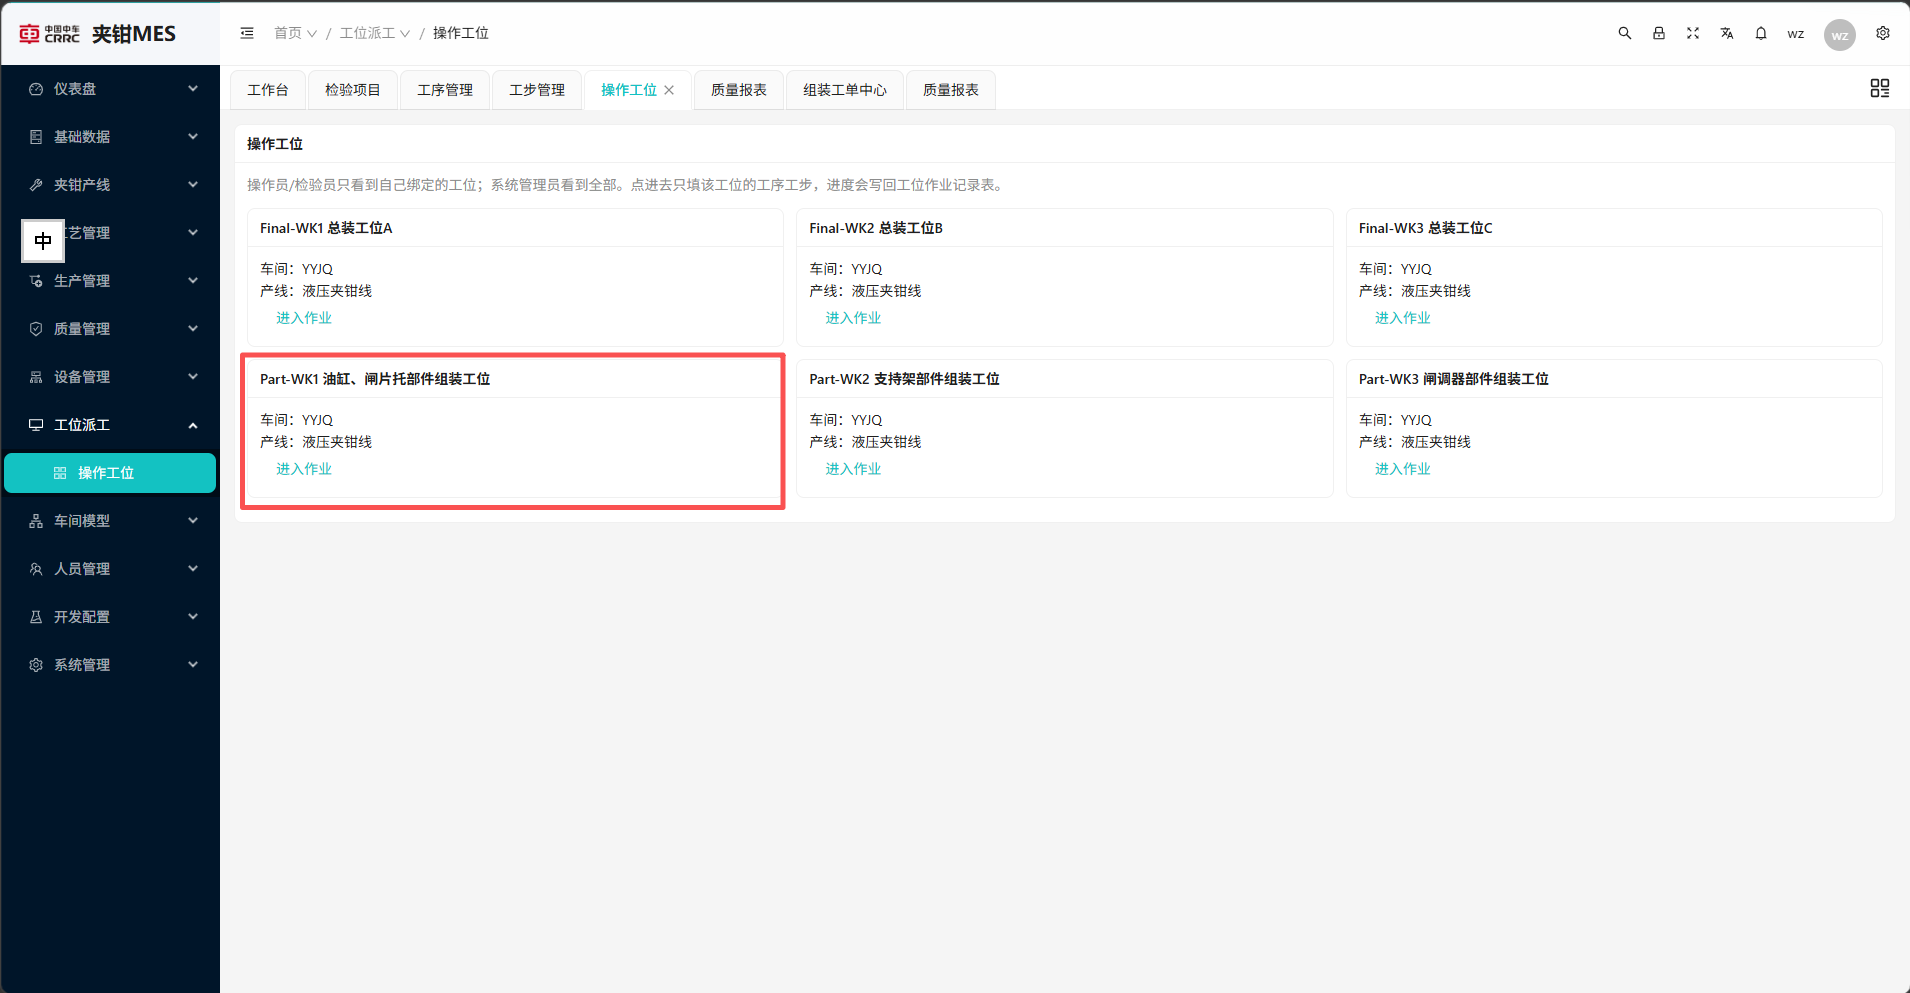 中国中车
CRRC
夹钳MES
首页 / 工位派工 / 操作工位
wz
wz
仪表盘
基础数据
夹钳产线
艺管理
中
生产管理
质量管理
设备管理
工位派工
操作工位
车间模型
人员管理
开发配置
系统管理
工作台
检验项目
工序管理
工步管理
操作工位
质量报表
组装工单中心
质量报表
操作工位
操作员/检验员只看到自己绑定的工位；系统管理员看到全部。点进去只填该工位的工序工步，进度会写回工位作业记录表。
Final-WK1 总装工位A
车间：YYJQ
产线：液压夹钳线
进入作业
Final-WK2 总装工位B
车间：YYJQ
产线：液压夹钳线
进入作业
Final-WK3 总装工位C
车间：YYJQ
产线：液压夹钳线
进入作业
Part-WK1 油缸、闸片托部件组装工位
车间：YYJQ
产线：液压夹钳线
进入作业
Part-WK2 支持架部件组装工位
车间：YYJQ
产线：液压夹钳线
进入作业
Part-WK3 闸调器部件组装工位
车间：YYJQ
产线：液压夹钳线
进入作业